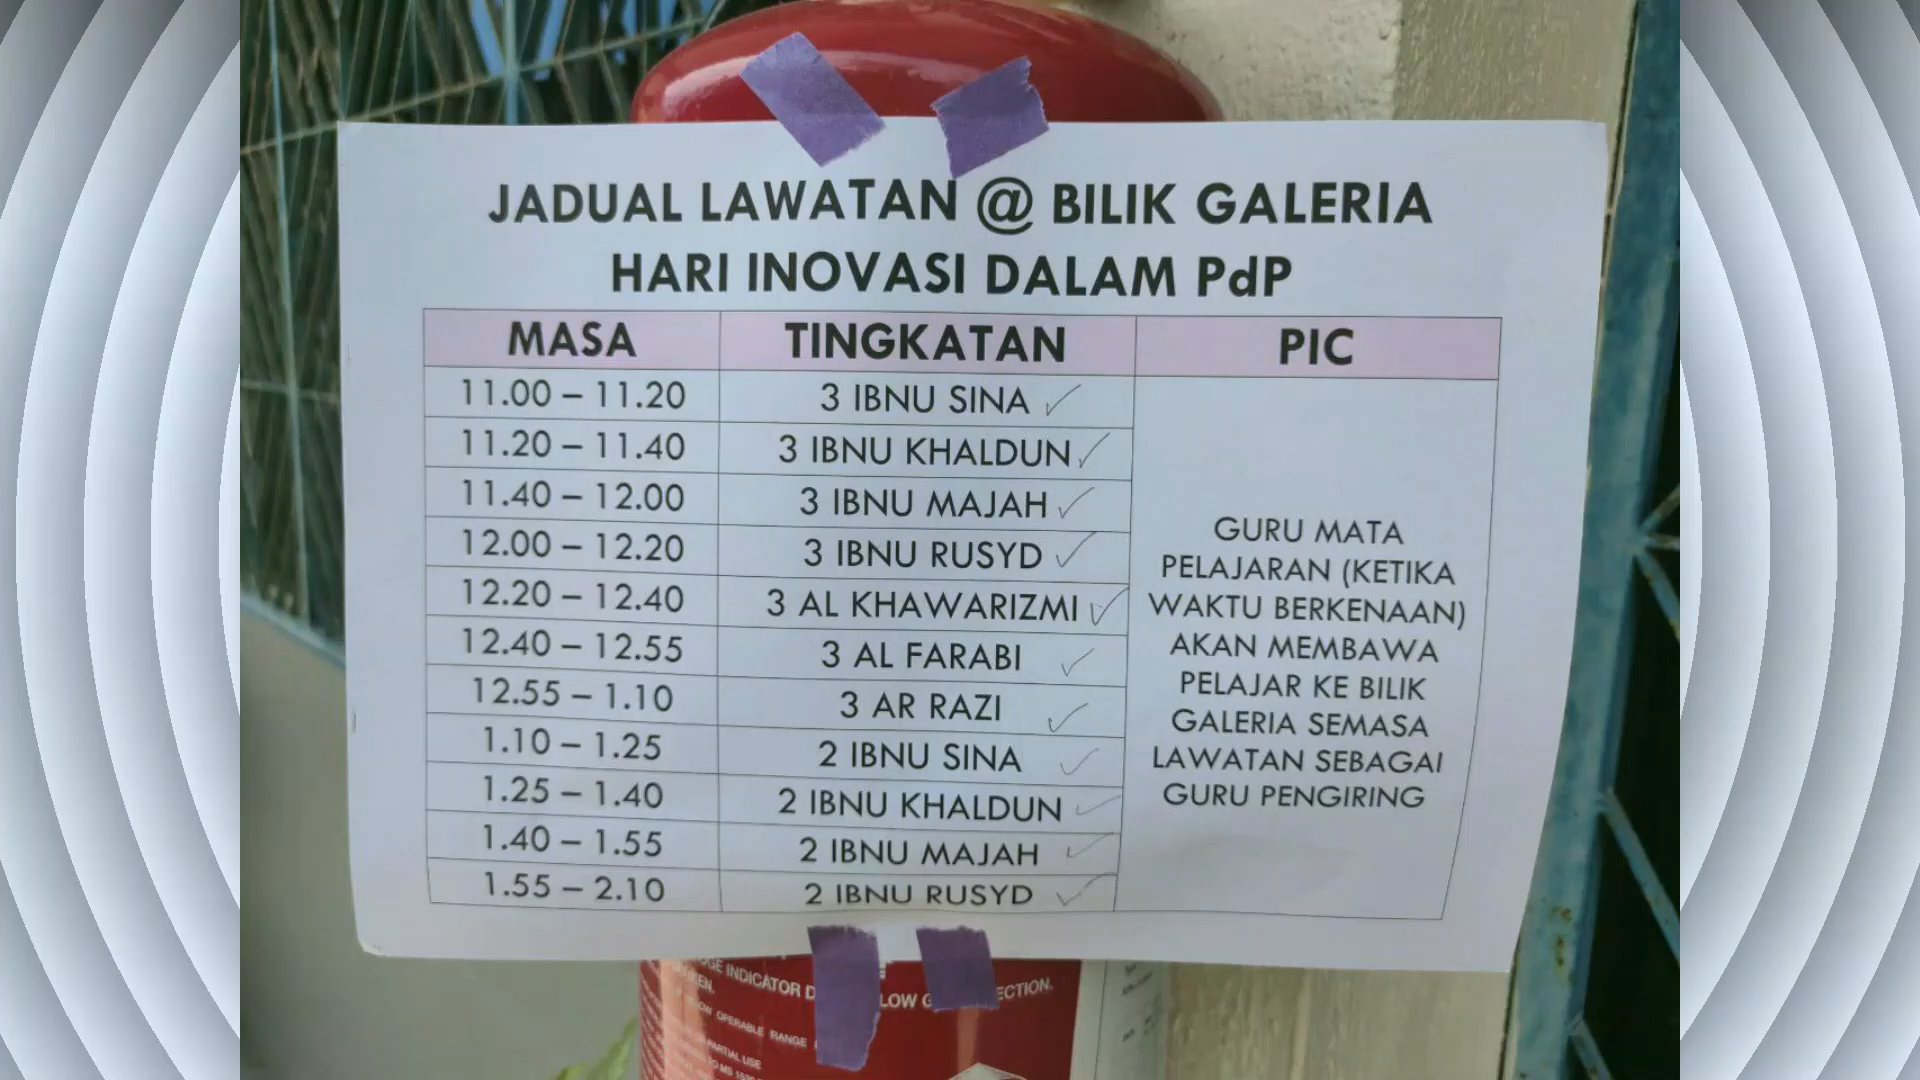 JADUAL LAWATAN @ BILIK GALERIA
HARI INOVASI DALAM PdP
MASA TINGKATAN PIC
11.00 – 11.20 3 IBNU SINA
11.20 – 11.40 3 IBNU KHALDUN
11.40 – 12.00 3 IBNU MAJAH
12.00 – 12.20 3 IBNU RUSYD
12.20 – 12.40 3 AL KHAWARIZMI
12.40 – 12.55 3 AL FARABI
12.55 – 1.10 3 AR RAZI
1.10 – 1.25 2 IBNU SINA
1.25 – 1.40 2 IBNU KHALDUN
1.40 – 1.55 2 IBNU MAJAH
1.55 – 2.10 2 IBNU RUSYD
GURU MATA
PELAJARAN (KETIKA
WAKTU BERKENAAN)
AKAN MEMBAWA
PELAJAR KE BILIK
GALERIA SEMASA
LAWATAN SEBAGAI
GURU PENGIRING
INDICATOR
OPERABLE RANGE
PARTIAL USE